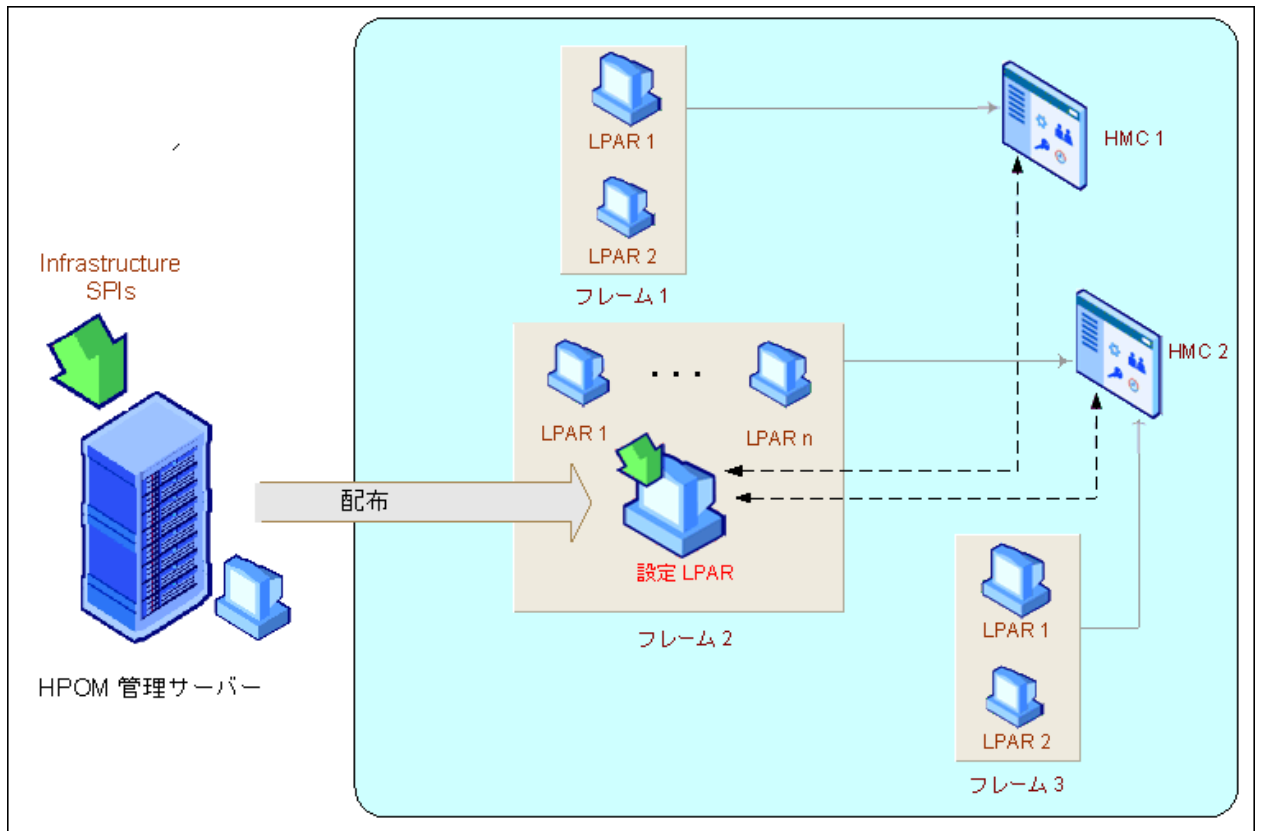 Infrastructure
SPIs
HPOM 管理サーバー
配布
LPAR 1
LPAR 2
フレーム 1
HMC 1
LPAR 1
...
LPAR n
設定 LPAR
フレーム 2
HMC 2
LPAR 1
LPAR 2
フレーム 3